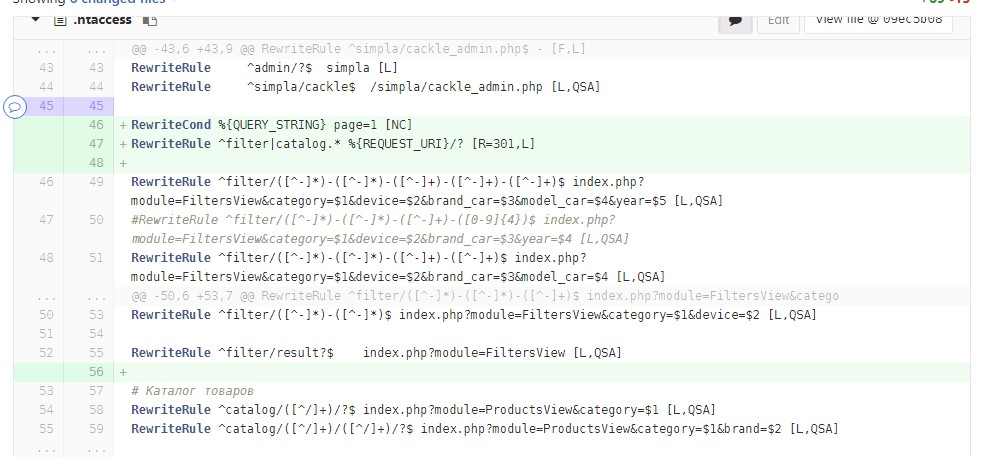 Showing 6 changed files
.htaccess
Edit View file @ 09ec5b08
... ... @@ -43,6 +43,9 @@ RewriteRule ^simpla/cackle_admin.php$ - [F,L]
43 43 RewriteRule     ^admin/?$  simpla [L]
44 44 RewriteRule     ^simpla/cackle$  /simpla/cackle_admin.php [L,QSA]
45 45
46 + RewriteCond %{QUERY_STRING} page=1 [NC]
47 + RewriteRule ^filter|catalog.* %{REQUEST_URI}/? [R=301,L]
48 +
46 49 RewriteRule ^filter/([^-]*)-([^-]*)-([^-]+)-([^-]+)-([^-]+)$ index.php?
module=FiltersView&category=$1&device=$2&brand_car=$3&model_car=$4&year=$5 [L,QSA]
47 50 #RewriteRule ^filter/([^-]*)-([^-]*)-([^-]+)-([0-9]{4})$ index.php?
module=FiltersView&category=$1&device=$2&brand_car=$3&year=$4 [L,QSA]
48 51 RewriteRule ^filter/([^-]*)-([^-]*)-([^-]+)-([^-]+)$ index.php?
module=FiltersView&category=$1&device=$2&brand_car=$3&model_car=$4 [L,QSA]
... ... @@ -50,6 +53,7 @@ RewriteRule ^filter/([^-]*)-([^-]*)-([^-]+)$ index.php?module=FiltersView&catego
50 53 RewriteRule ^filter/([^-]*)-([^-]*)$ index.php?module=FiltersView&category=$1&device=$2 [L,QSA]
51 54
52 55 RewriteRule ^filter/result?$    index.php?module=FiltersView [L,QSA]
56 +
53 57 # Каталог товаров
54 58 RewriteRule ^catalog/([^/]+)/?$ index.php?module=ProductsView&category=$1 [L,QSA]
55 59 RewriteRule ^catalog/([^/]+)/([^/]+)/?$ index.php?module=ProductsView&category=$1&brand=$2 [L,QSA]
... ...